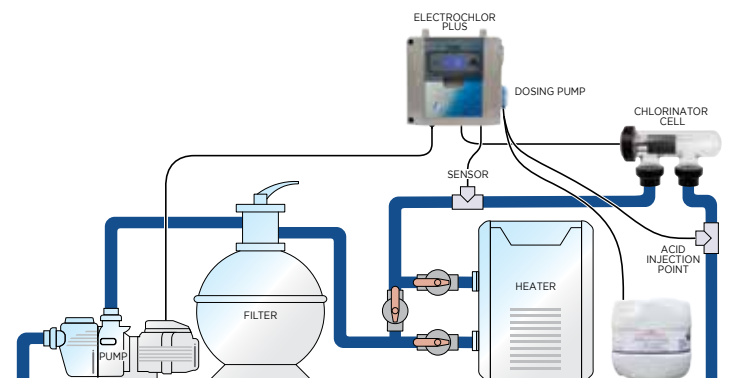 ELECTROCHLOR
PLUS
DOSING PUMP
CHLORINATOR
CELL
SENSOR
ACID
INJECTION
POINT
HEATER
FILTER
PUMP